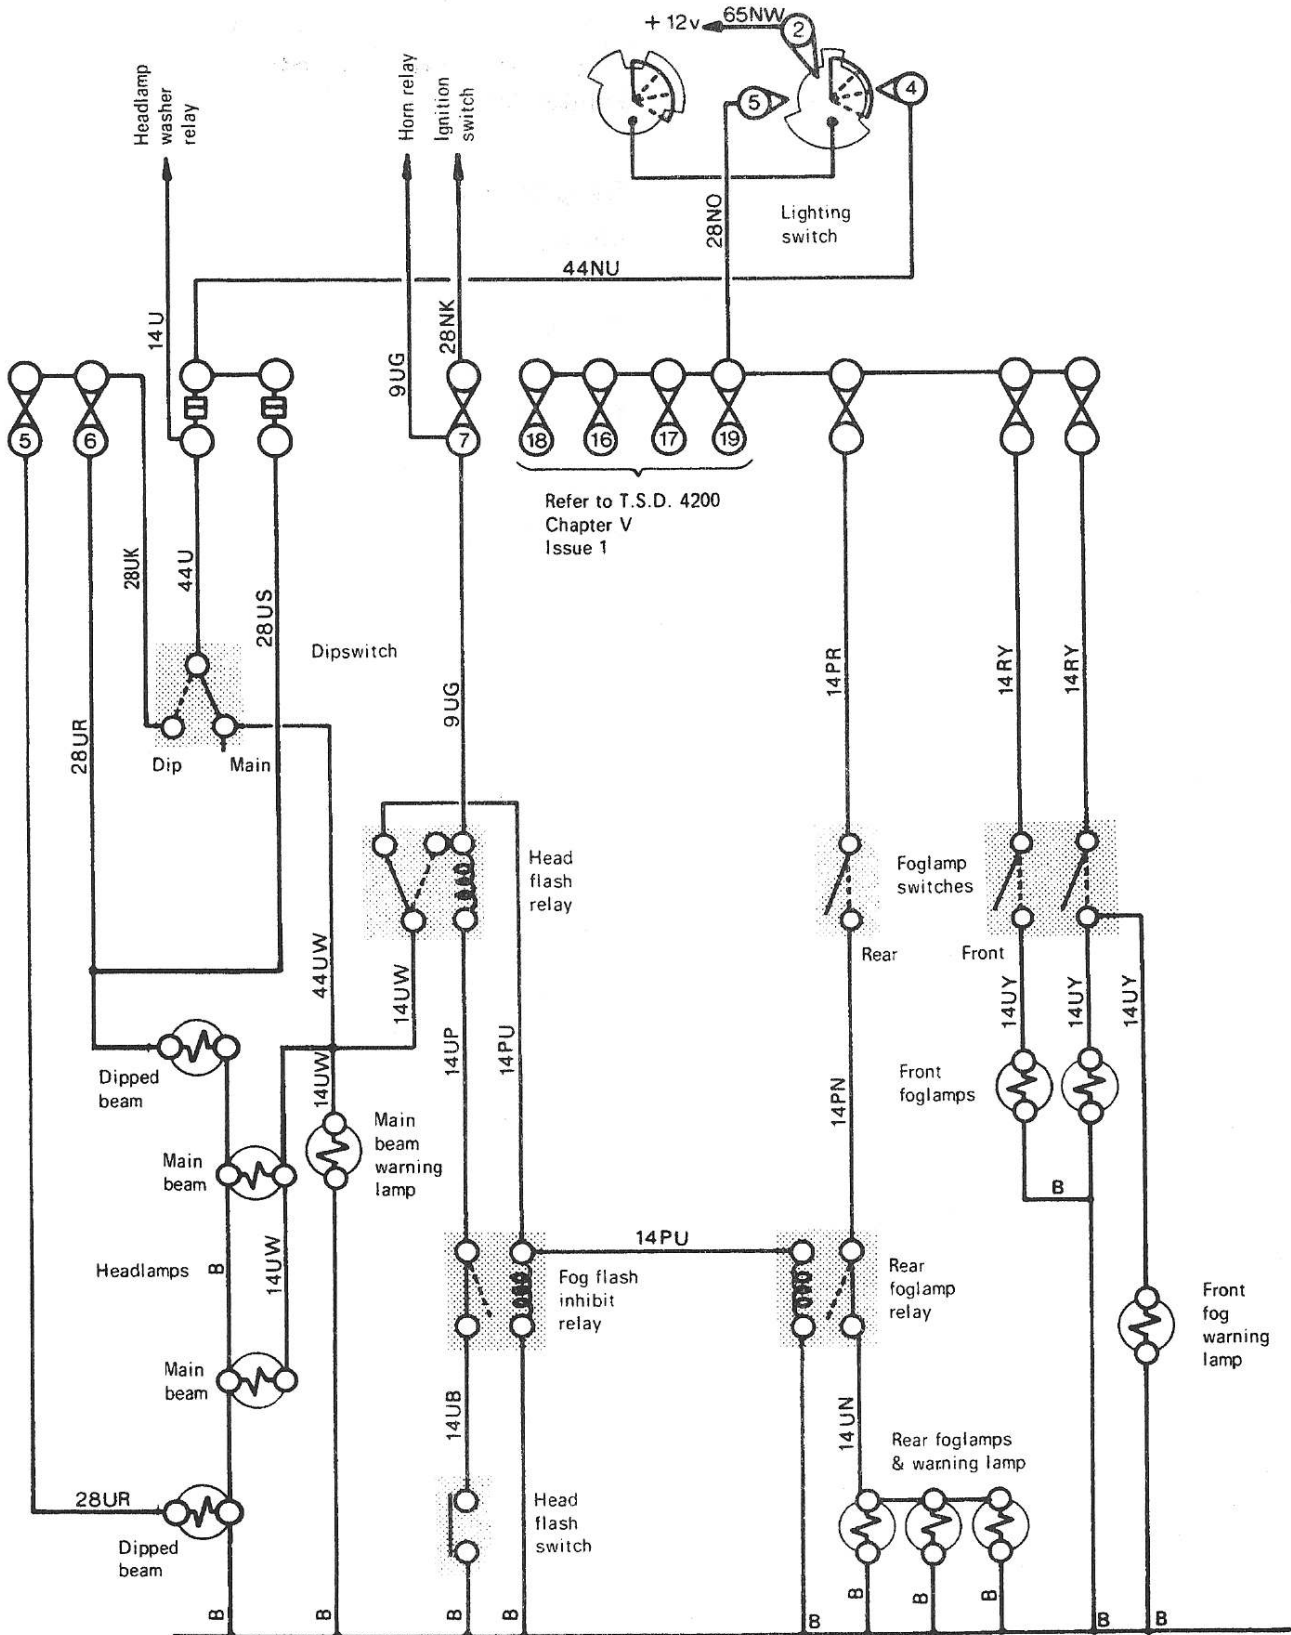 + 12v
65NW
2
5
4
Headlamp
washer
relay
Horn relay
Ignition
switch
28NO
Lighting
switch
44NU
14U
9UG
28NK
5
6
7
18
16
17
19
Refer to T.S.D. 4200
Chapter V
Issue 1
28UK
44U
28US
Dipswitch
28UR
Dip
Main
9UG
14PR
14RY
14RY
Head
flash
relay
Foglamp
switches
Rear
Front
44UW
14UW
14UP
14PU
14UY
14UY
14UY
Dipped
beam
14UW
Main
beam
warning
lamp
14PN
Front
foglamps
Main
beam
B
Headlamps
B
14UW
14PU
Fog flash
inhibit
relay
Rear
foglamp
relay
Front
fog
warning
lamp
Main
beam
14UB
14UN
Rear foglamps
& warning lamp
28UR
Dipped
beam
Head
flash
switch
B
B
B
B
B
B
B
B
B
B